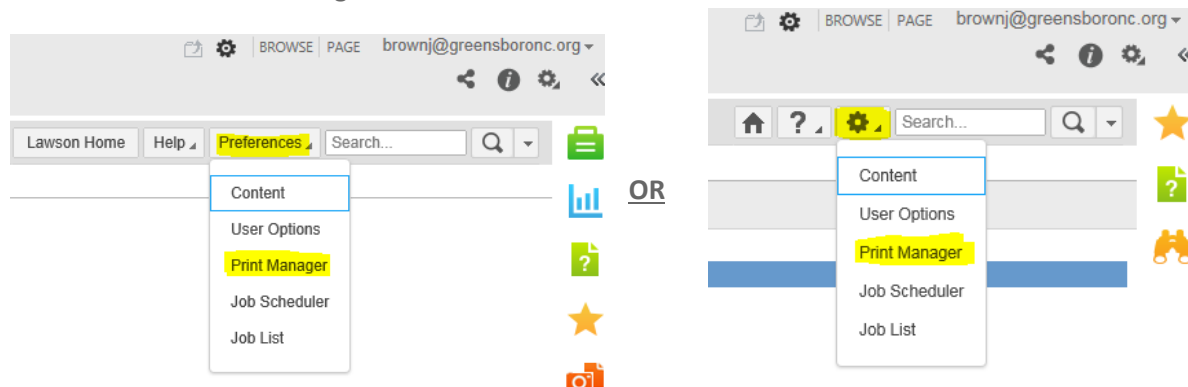 BROWSE PAGE brownj@greensboronc.org
Lawson Home Help Preferences Search...
Content
User Options
Print Manager
Job Scheduler
Job List
OR
BROWSE PAGE brownj@greensboronc.org
? Search...
Content
User Options
Print Manager
Job Scheduler
Job List